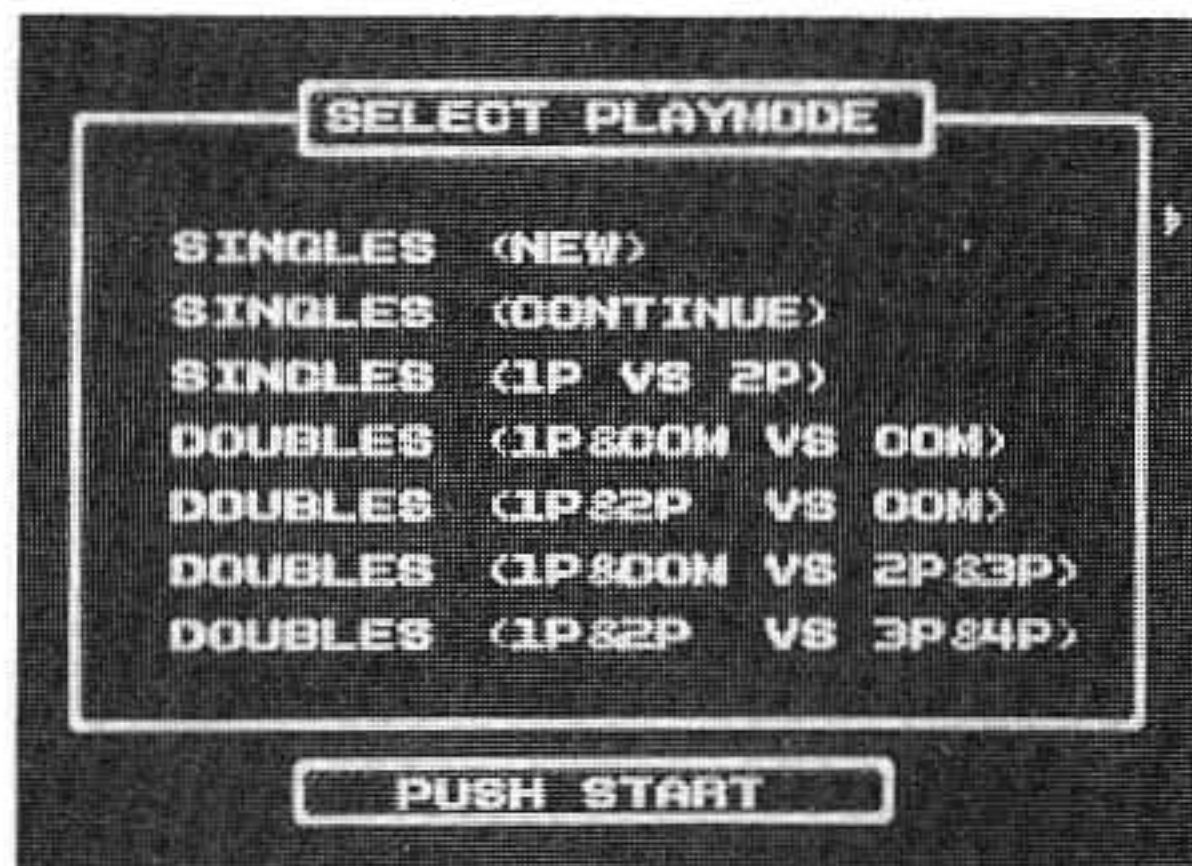 SELECT PLAYMODE
SINGLES (NEW)
SINGLES (CONTINUE)
SINGLES (1P VS 2P)
DOUBLES (1P&COM VS COM)
DOUBLES (1P&2P VS COM)
DOUBLES (1P&COM VS 2P&3P)
DOUBLES (1P&2P VS 3P&4P)
PUSH START